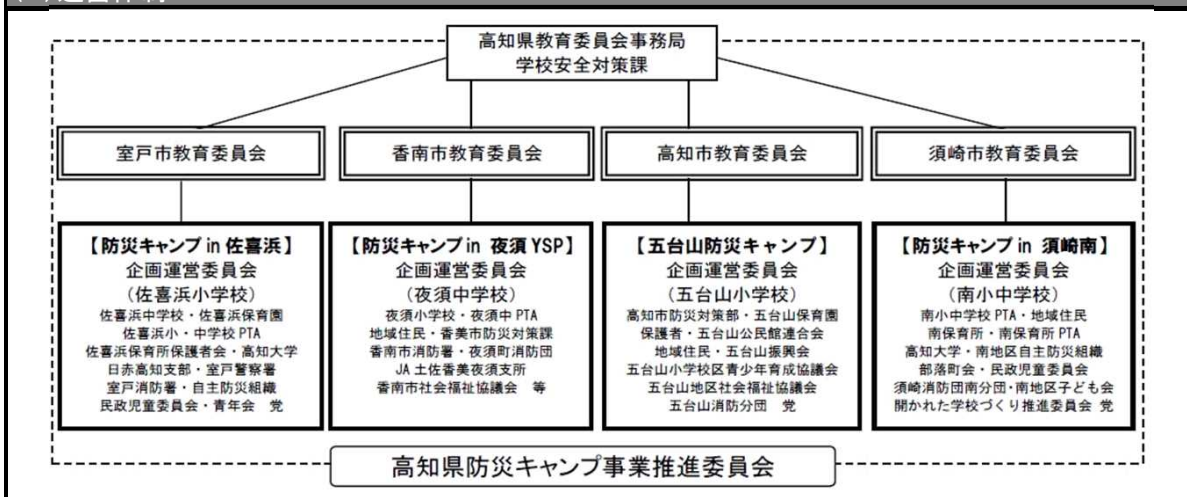 高知県教育委員会事務局
学校安全対策課
室戸市教育委員会
香南市教育委員会
高知市教育委員会
須崎市教育委員会
【防災キャンプ in 佐喜浜】
企画運営委員会
（佐喜浜小学校）
佐喜浜中学校・佐喜浜保育園
佐喜浜小・中学校 PTA
佐喜浜保育所保護者会・高知大学
日赤高知支部・室戸警察署
室戸消防署・自主防災組織
民政児童委員会・青年会 党
【防災キャンプ in 夜須 YSP】
企画運営委員会
（夜須中学校）
夜須小学校・夜須中 PTA
地域住民・香美市防災対策課
香南市消防署・夜須町消防団
JA 土佐香美夜須支所
香南市社会福祉協議会 等
【五台山防災キャンプ】
企画運営委員会
（五台山小学校）
高知市防災対策部・五台山保育園
保護者・五台山公民館連合会
地域住民・五台山振興会
五台山小学校区青少年育成協議会
五台山地区社会福祉協議会
五台山消防分団 党
【防災キャンプ in 須崎南】
企画運営委員会
（南小中学校）
南小中学校 PTA・地域住民
南保育所・南保育所 PTA
高知大学・南地区自主防災組織
部落町会・民政児童委員会
須崎消防団南分団・南地区子ども会
開かれた学校づくり推進委員会 党
高知県防災キャンプ事業推進委員会